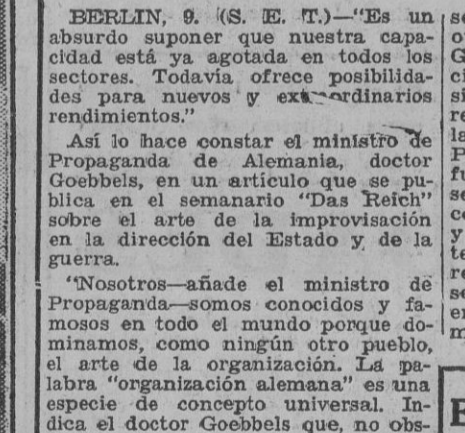 BERLIN, 9. (S. E. T.)—"Es un
absurdo suponer que nuestra capa-
cidad está ya agotada en todos los
sectores. Todavía ofrece posibilida-
des para nuevos y extraordinarios
rendimientos."
Así lo hace constar el ministro de
Propaganda de Alemania, doctor
Goebbels, en un artículo que se pu-
blica en el semanario "Das Reich"
sobre el arte de la improvisación
en la dirección del Estado y de la
guerra.
"Nosotros—añade el ministro de
Propaganda—somos conocidos y fa-
mosos en todo el mundo porque do-
minamos, como ningún otro pueblo,
el arte de la organización. La pa-
labra "organización alemana" es una
especie de concepto universal. In-
dica el doctor Goebbels que, no obs-